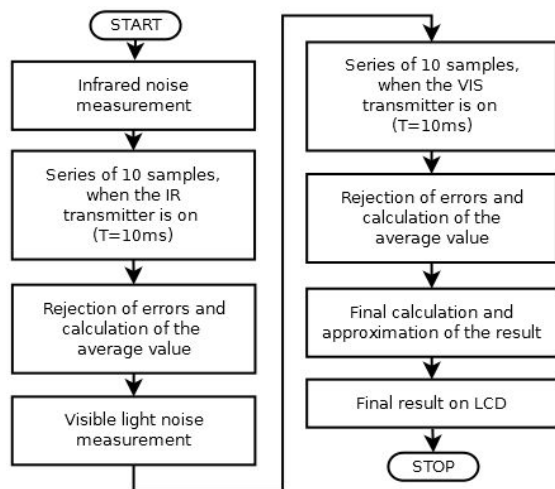 START
Infrared noise
measurement
Series of 10 samples,
when the IR
transmitter is on
(T=10ms)
Rejection of errors and
calculation of the
average value
Visible light noise
measurement
Series of 10 samples,
when the VIS
transmitter is on
(T=10ms)
Rejection of errors and
calculation of the
average value
Final calculation and
approximation of the result
Final result on LCD
STOP